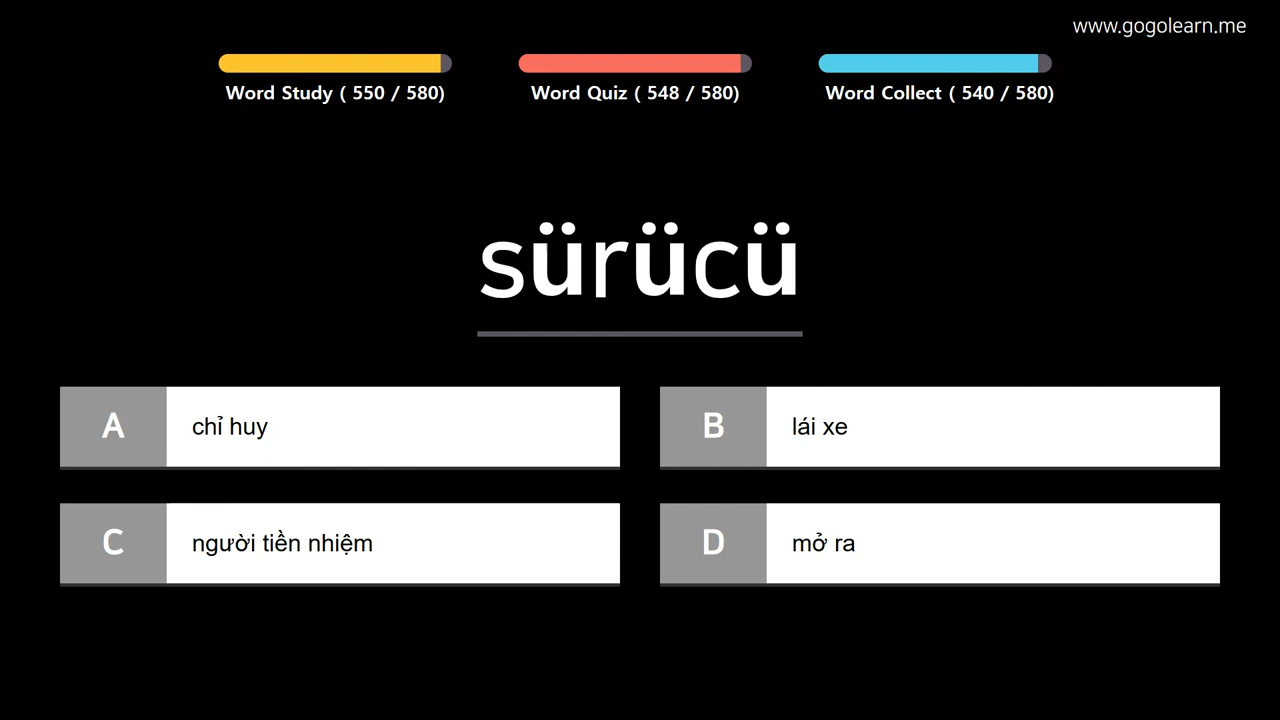 www.gogolearn.me
Word Study ( 550 / 580)
Word Quiz ( 548 / 580)
Word Collect ( 540 / 580)
sürücü
A chỉ huy
B lái xe
C người tiền nhiệm
D mở ra